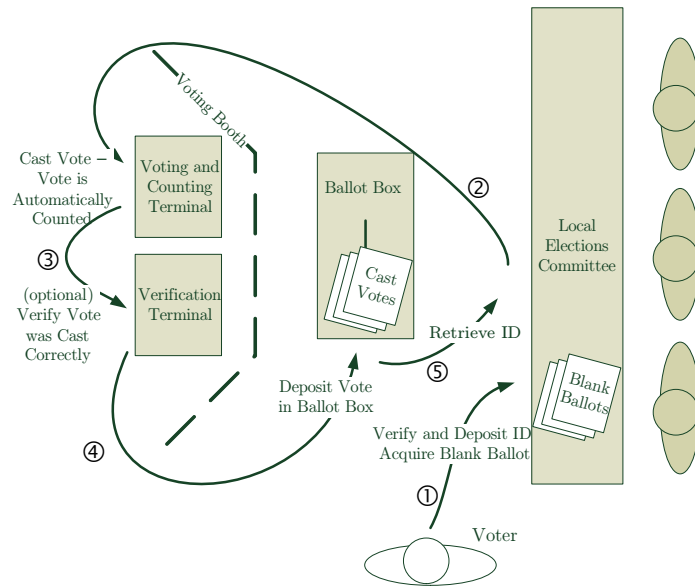 Voting Booth
②
Cast Vote –
Vote is
Automatically
Counted
Voting and
Counting
Terminal
Ballot Box
Local
Elections
Committee
③
Cast
Votes
(optional)
Verify Vote
was Cast
Correctly
Verification
Terminal
Retrieve ID
⑤
Deposit Vote
in Ballot Box
Blank
Ballots
④
Verify and Deposit ID
Acquire Blank Ballot
①
Voter